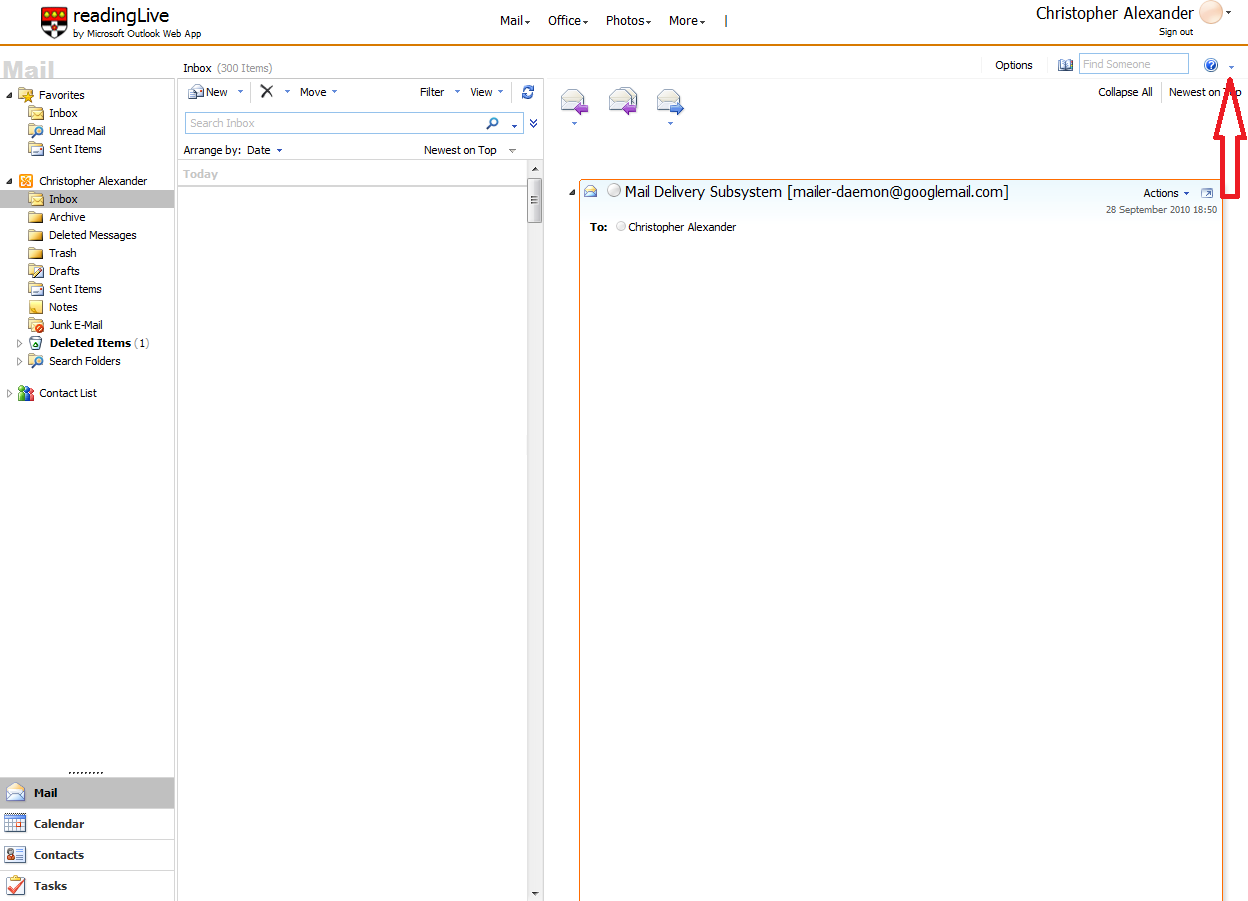 readingLive
by Microsoft Outlook Web App
Mail Office Photos More |
Christopher Alexander
Sign out
Mail
Inbox (300 Items)
Options
Find Someone
Favorites
Inbox
Unread Mail
Sent Items
Christopher Alexander
Inbox
Archive
Deleted Messages
Trash
Drafts
Sent Items
Notes
Junk E-Mail
Deleted Items (1)
Search Folders
Contact List
Mail
Calendar
Contacts
Tasks
New Move Filter View
Search Inbox
Arrange by: Date Newest on Top
Today
Collapse All Newest on Top
Mail Delivery Subsystem [mailer-daemon@googlemail.com]
Actions
28 September 2010 18:50
To: Christopher Alexander